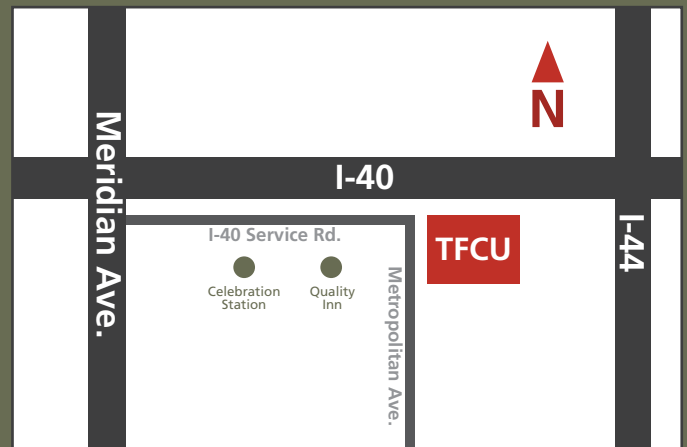 N
Meridian Ave.
I-40
I-44
I-40 Service Rd.
TFCU
Celebration
Station
Quality
Inn
Metropolitan Ave.